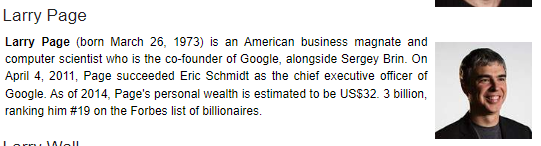 Larry Page
Larry Page (born March 26, 1973) is an American business magnate and
computer scientist who is the co-founder of Google, alongside Sergey Brin. On
April 4, 2011, Page succeeded Eric Schmidt as the chief executive officer of
Google. As of 2014, Page's personal wealth is estimated to be US$32. 3 billion,
ranking him #19 on the Forbes list of billionaires.